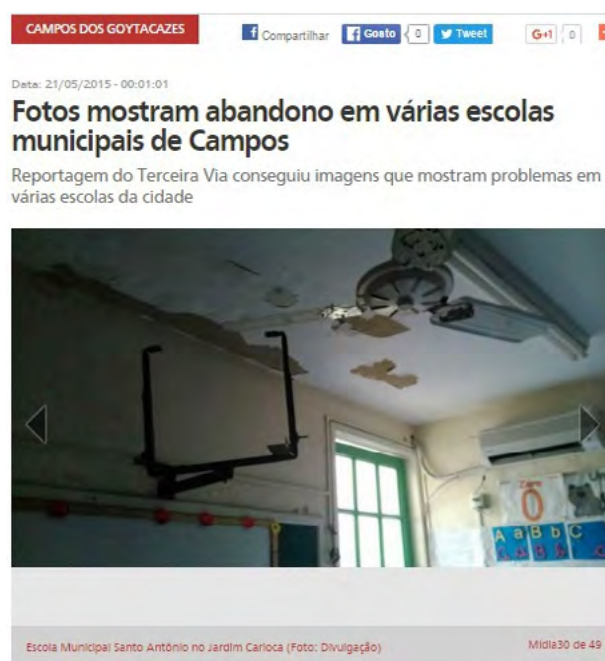 CAMPOS DOS GOYTACAZES
Compartilhar
Gosto
0
Tweet
G+1
0
Data: 21/05/2015 - 00:01:01
Fotos mostram abandono em várias escolas
municipais de Campos
Reportagem do Terceira Via conseguiu imagens que mostram problemas em
várias escolas da cidade
A a B b C
Escola Municipal Santo Antônio no Jardim Carioca (Foto: Divulgação)
Mídia30 de 49